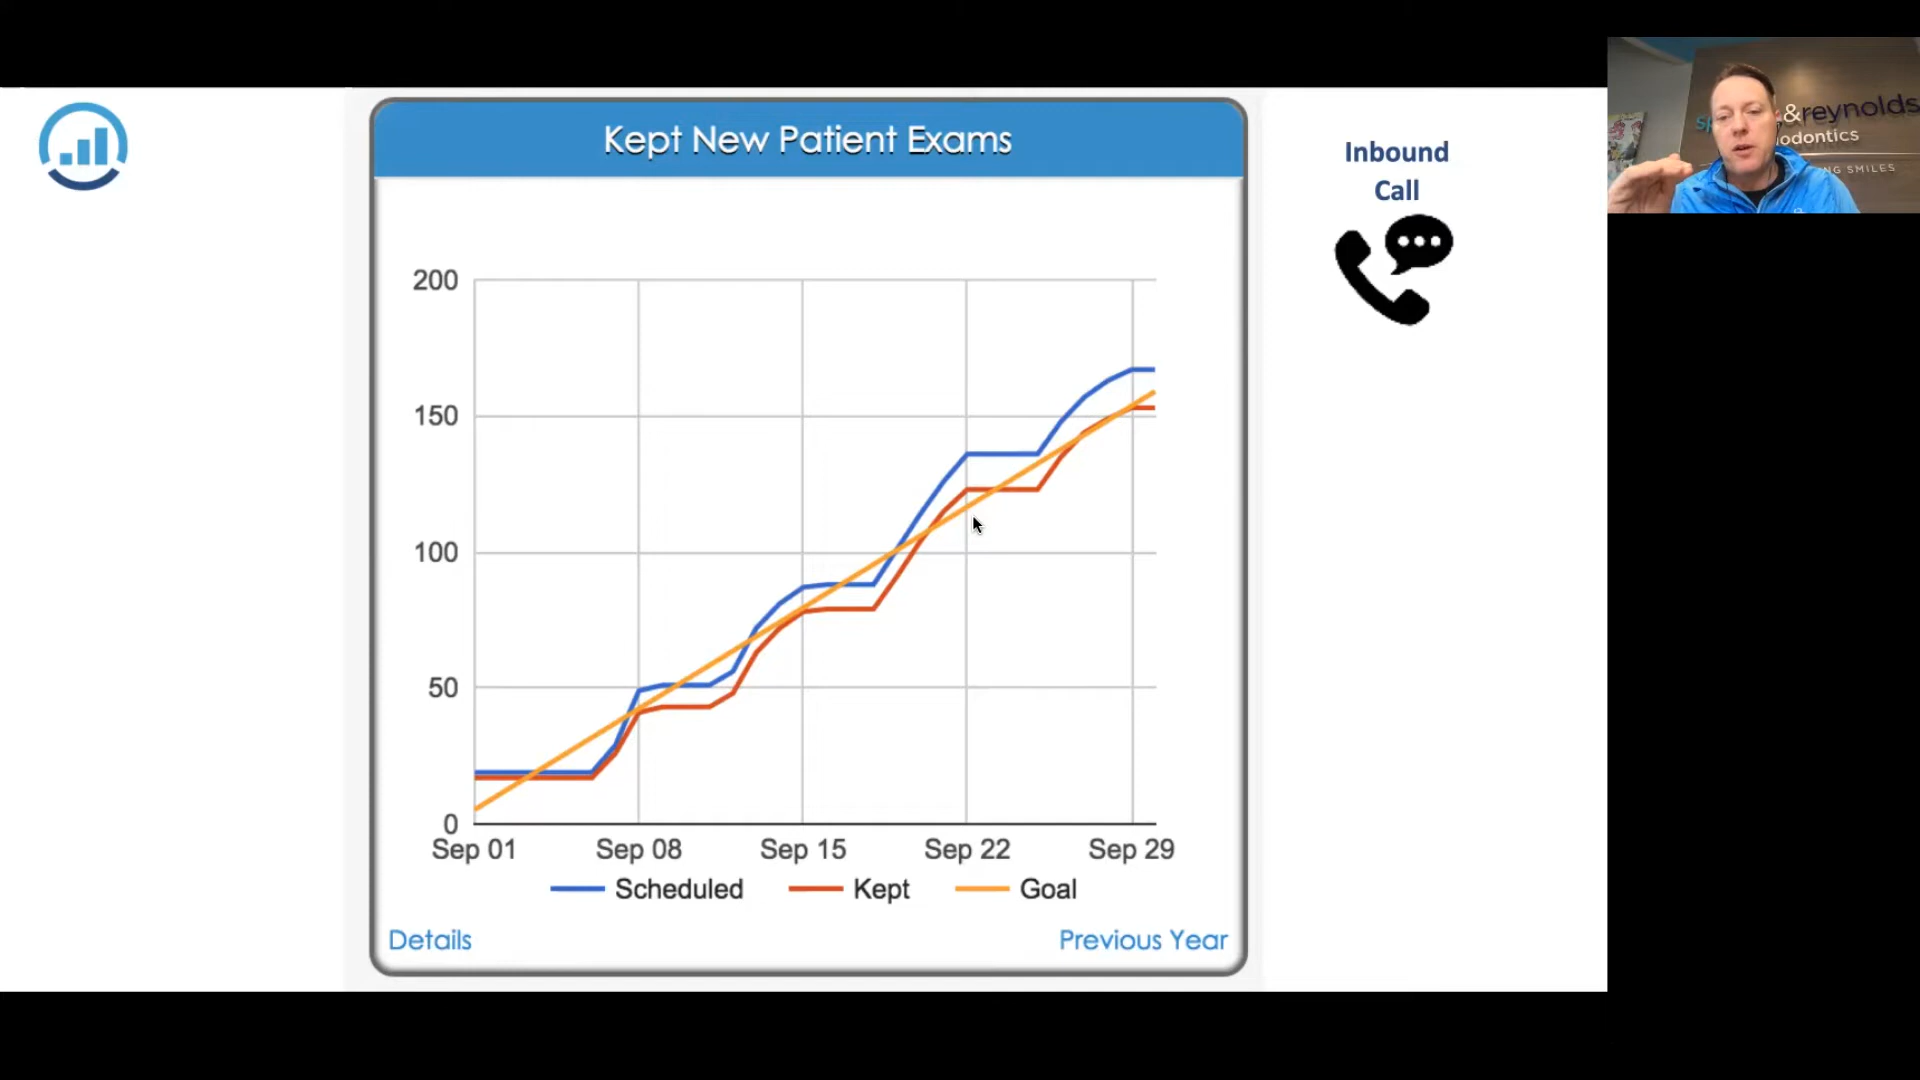 Kept New Patient Exams
200
150
100
50
0
Sep 01 Sep 08 Sep 15 Sep 22 Sep 29
Scheduled Kept Goal
Details Previous Year
Inbound
Call
&reynolds